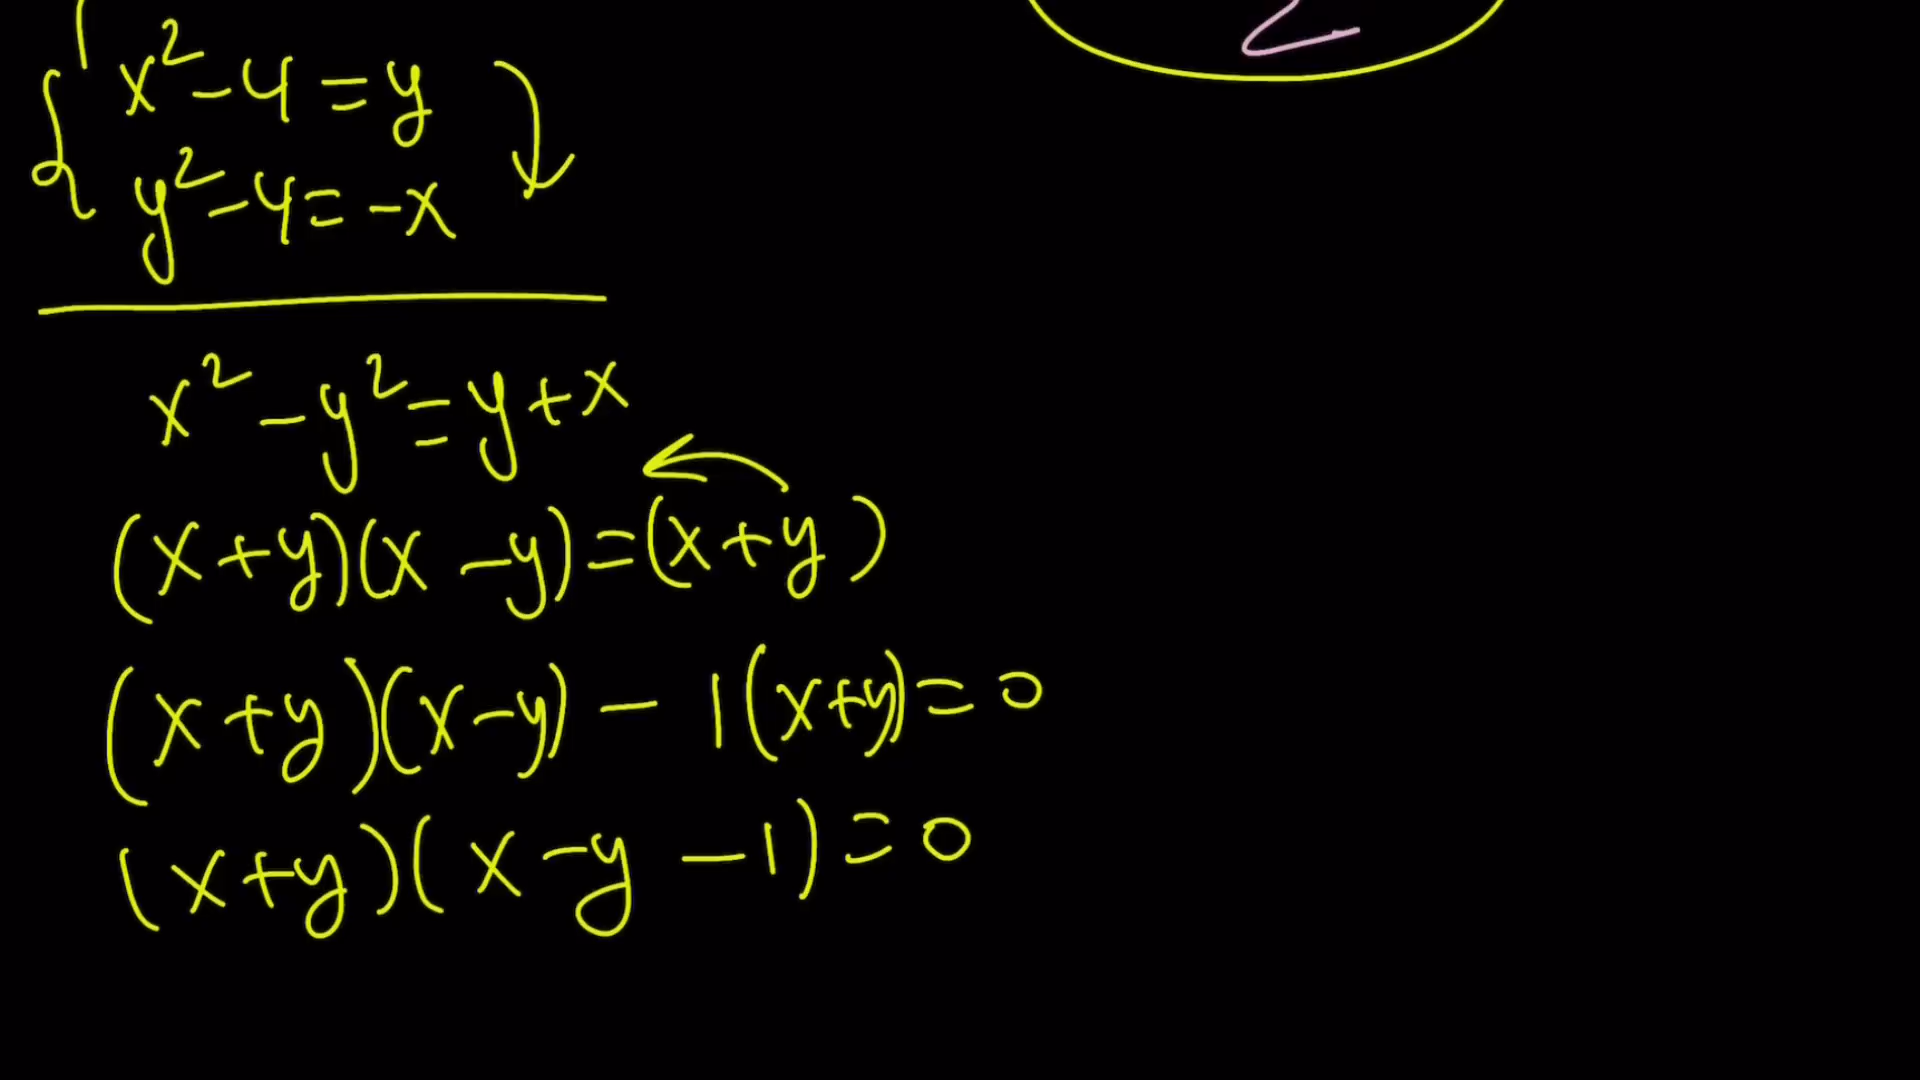 x² - 4 = y
y² - 4 = -x
x² - y² = y + x
(x + y)(x - y) = (x + y)
(x + y)(x - y) - 1(x + y) = 0
(x + y)(x - y - 1) = 0